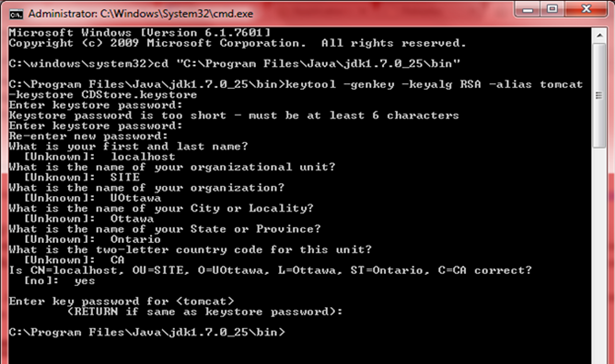 Administrator: C:\Windows\System32\cmd.exe
Microsoft Windows [Version 6.1.7601]
Copyright (c) 2009 Microsoft Corporation.  All rights reserved.
C:\windows\system32>cd "C:\Program Files\Java\jdk1.7.0_25\bin"
C:\Program Files\Java\jdk1.7.0_25\bin>keytool -genkey -keyalg RSA -alias tomcat
-keystore CDStore.keystore
Enter keystore password:
Keystore password is too short - must be at least 6 characters
Enter keystore password:
Re-enter new password:
What is your first and last name?
  [Unknown]:  localhost
What is the name of your organizational unit?
  [Unknown]:  SITE
What is the name of your organization?
  [Unknown]:  UOttawa
What is the name of your City or Locality?
  [Unknown]:  Ottawa
What is the name of your State or Province?
  [Unknown]:  Ontario
What is the two-letter country code for this unit?
  [Unknown]:  CA
Is CN=localhost, OU=SITE, O=UOttawa, L=Ottawa, ST=Ontario, C=CA correct?
  [no]:  yes
Enter key password for <tomcat>
        (RETURN if same as keystore password):
C:\Program Files\Java\jdk1.7.0_25\bin>